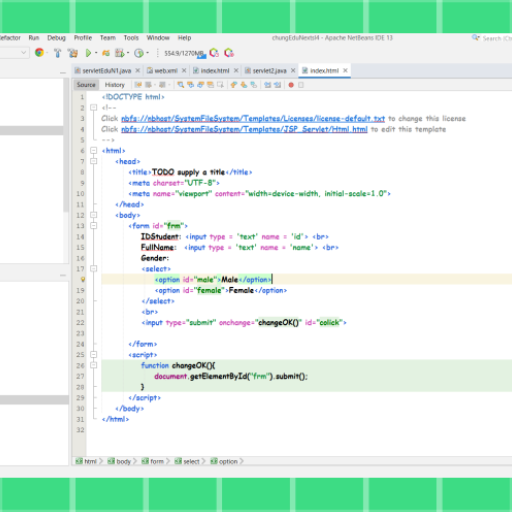 Refactor Run Debug Profile Team Tools Window Help chungEduNextsl4 - Apache NetBeans IDE 13 Search (Ctrl
554.9/1270MB
servletEduN1.java web.xml index.html servlet2.java index.html
Source History
1 <!DOCTYPE html>
2 <!--
3 Click nbfs://nbhost/SystemFileSystem/Templates/Licenses/license-default.txt to change this license
4 Click nbfs://nbhost/SystemFileSystem/Templates/JSP_Servlet/Html.html to edit this template
5 -->
6 <html>
7 <head>
8 <title>TODO supply a title</title>
9 <meta charset="UTF-8">
10 <meta name="viewport" content="width=device-width, initial-scale=1.0">
11 </head>
12 <body>
13 <form id="frm">
14 IDStudent: <input type = 'text' name = 'id'> <br>
15 FullName: <input type = 'text' name = 'name'> <br>
16 Gender:
17 <select>
<option id="male">Male</option>
19 <option id="female">Female</option>
20 </select>
21 <br>
22 <input type="submit" onchange="changeOK()" id="colick">
23
24 </form>
25 <script>
26 function changeOK(){
27 document.getElementById("frm").submit();
28 }
29 </script>
30 </body>
31 </html>
32
html body form select option